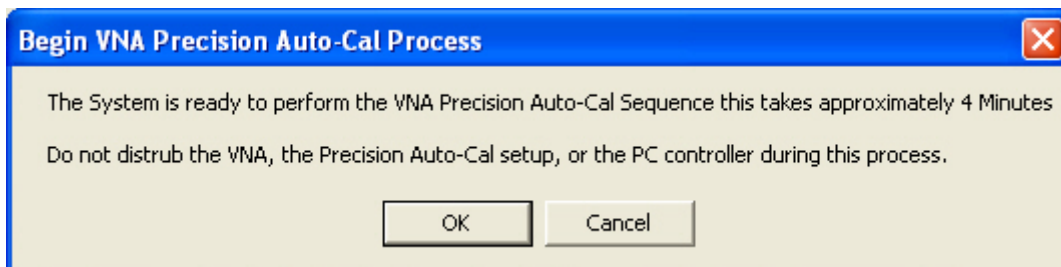 Begin VNA Precision Auto-Cal Process
The System is ready to perform the VNA Precision Auto-Cal Sequence this takes approximately 4 Minutes
Do not distrub the VNA, the Precision Auto-Cal setup, or the PC controller during this process.
OK Cancel